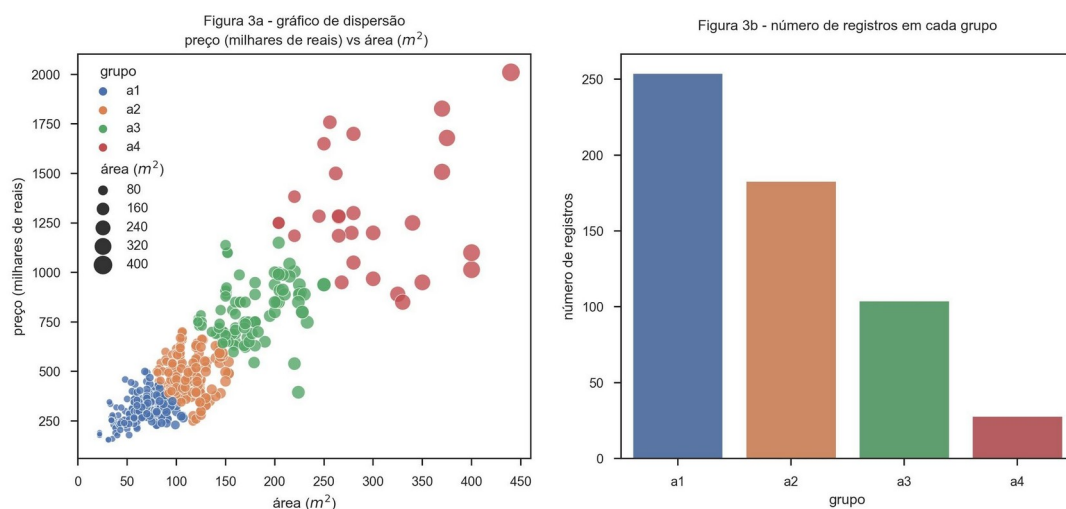 Figura 3a - gráfico de dispersão
preço (milhares de reais) vs área (m²)
grupo
a1
a2
a3
a4
área (m²)
80
160
240
320
400
2000
1750
1500
1250
1000
750
500
250
preço (milhares de reais)
0 50 100 150 200 250 300 350 400 450
área (m²)
Figura 3b - número de registros em cada grupo
250
200
150
100
50
0
número de registros
a1 a2 a3 a4
grupo